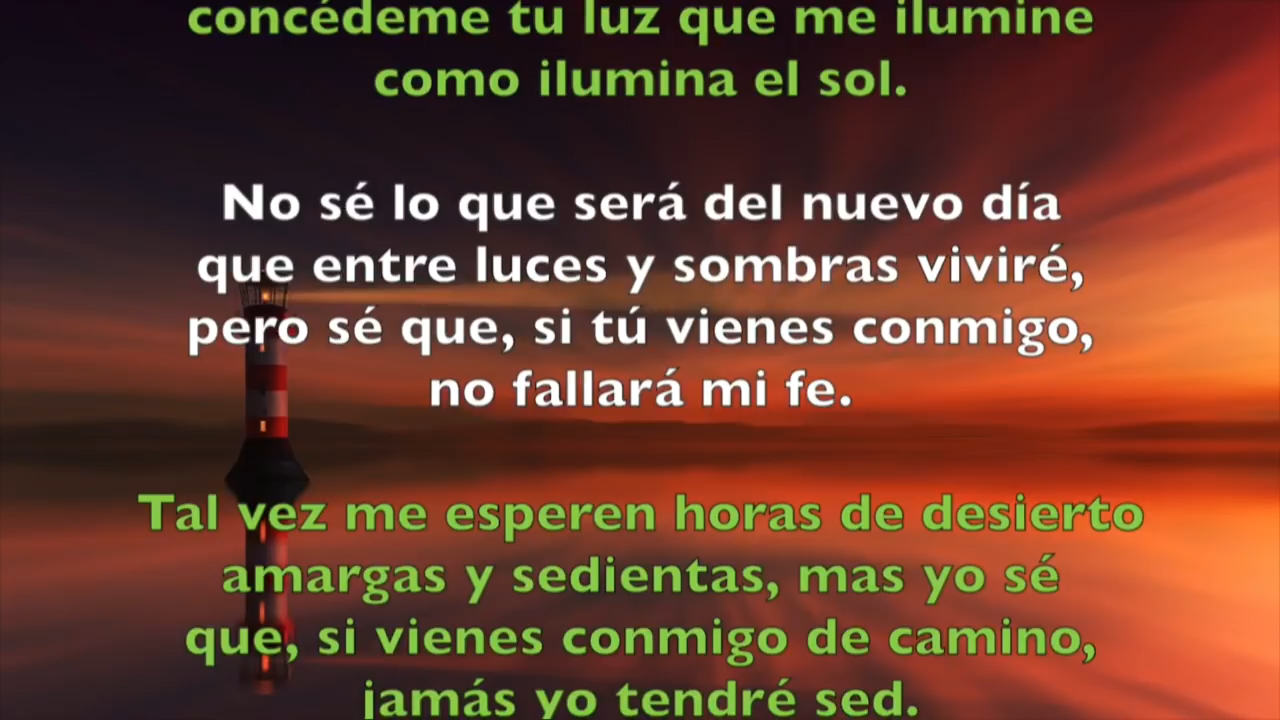 concédeme tu luz que me ilumine
como ilumina el sol.
No sé lo que será del nuevo día
que entre luces y sombras viviré,
pero sé que, si tú vienes conmigo,
no fallará mi fe.
Tal vez me esperen horas de desierto
amargas y sedientas, mas yo sé
que, si vienes conmigo de camino,
jamás yo tendré sed.